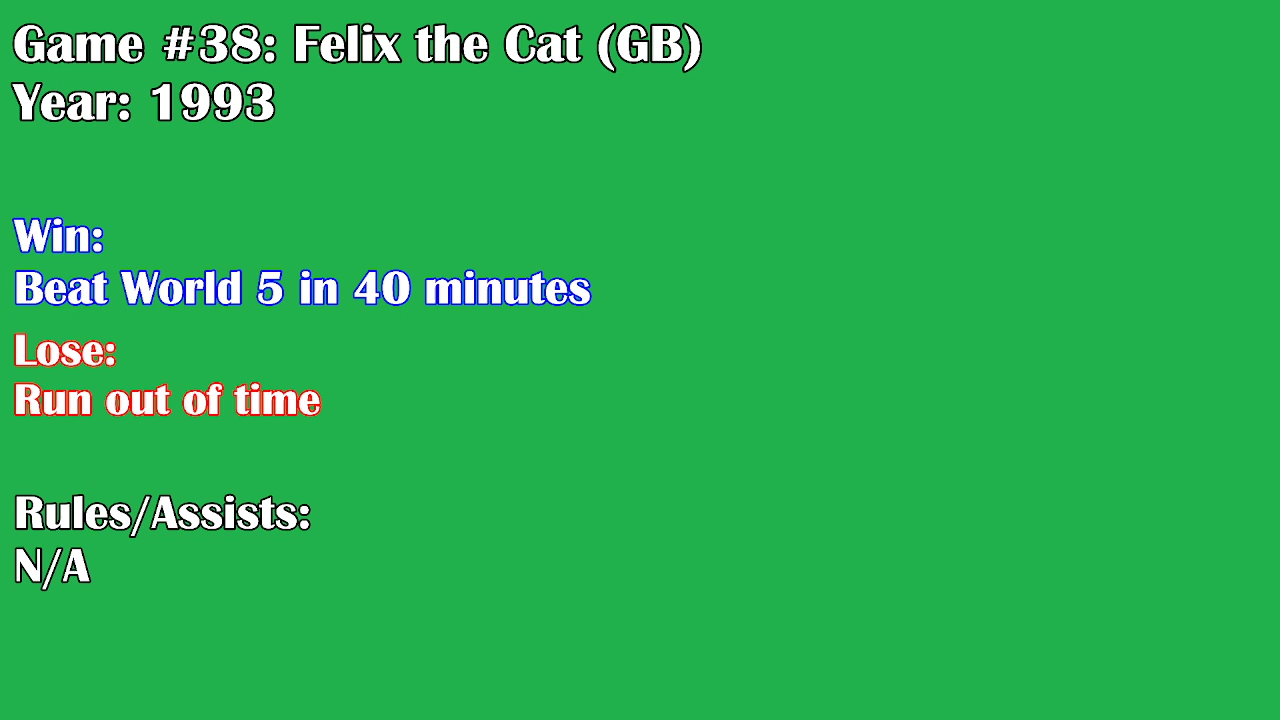 Game #38: Felix the Cat (GB)
Year: 1993
Win:
Beat World 5 in 40 minutes
Lose:
Run out of time
Rules/Assists:
N/A